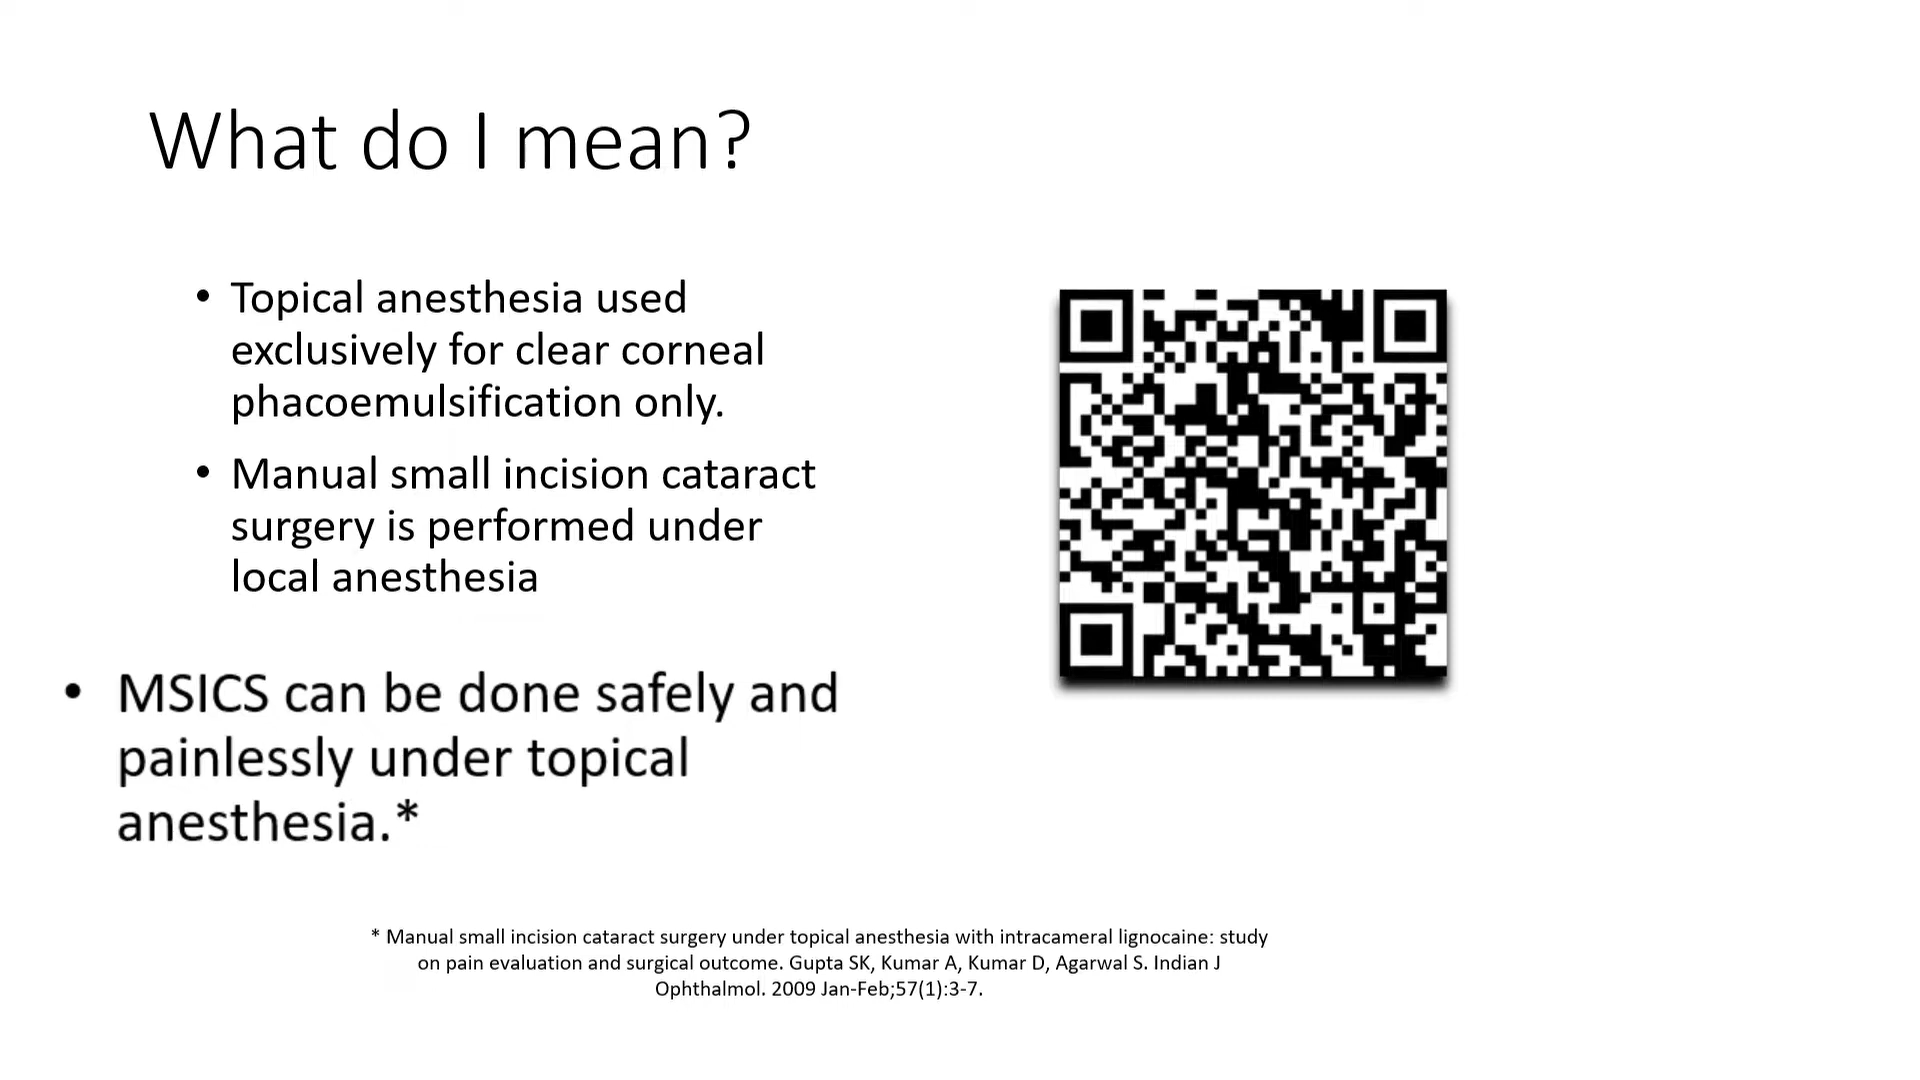 What do I mean?
• Topical anesthesia used
exclusively for clear corneal
phacoemulsification only.
• Manual small incision cataract
surgery is performed under
local anesthesia
• MSICS can be done safely and
painlessly under topical
anesthesia.*
* Manual small incision cataract surgery under topical anesthesia with intracameral lignocaine: study
on pain evaluation and surgical outcome. Gupta SK, Kumar A, Kumar D, Agarwal S. Indian J
Ophthalmol. 2009 Jan-Feb;57(1):3-7.